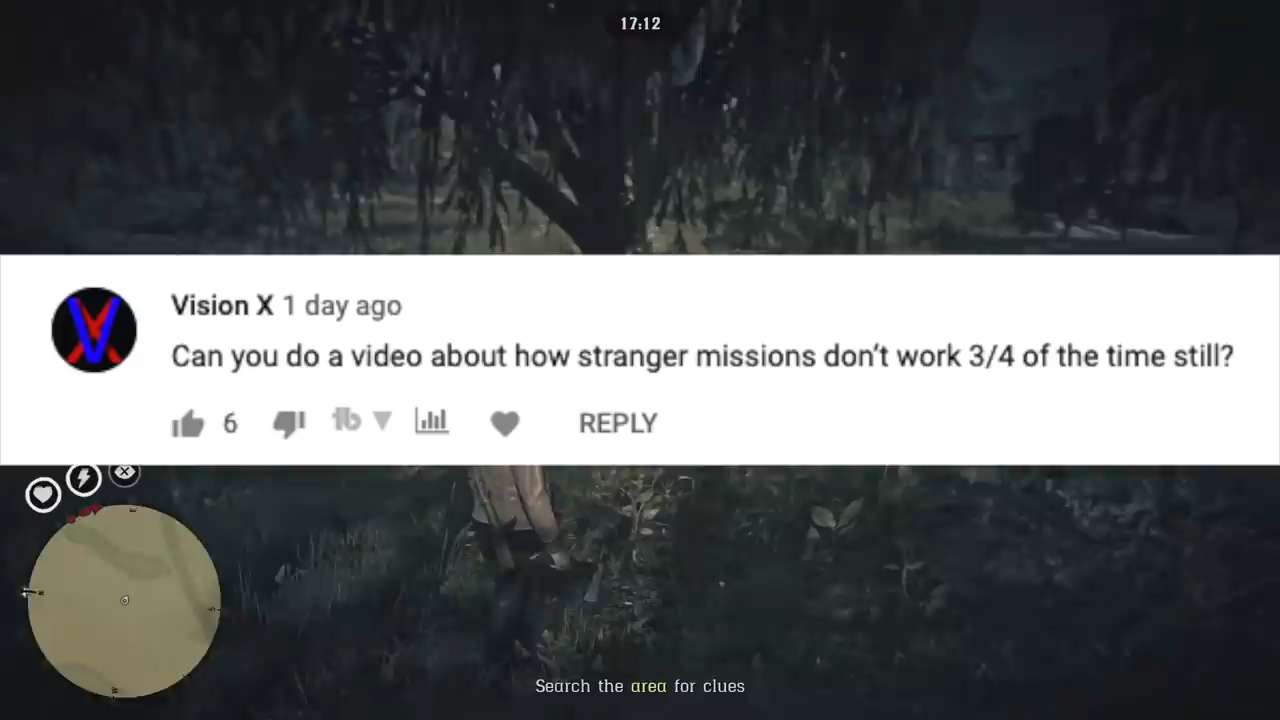 17:12
Vision X 1 day ago
Can you do a video about how stranger missions don't work 3/4 of the time still?
6 REPLY
Search the area for clues